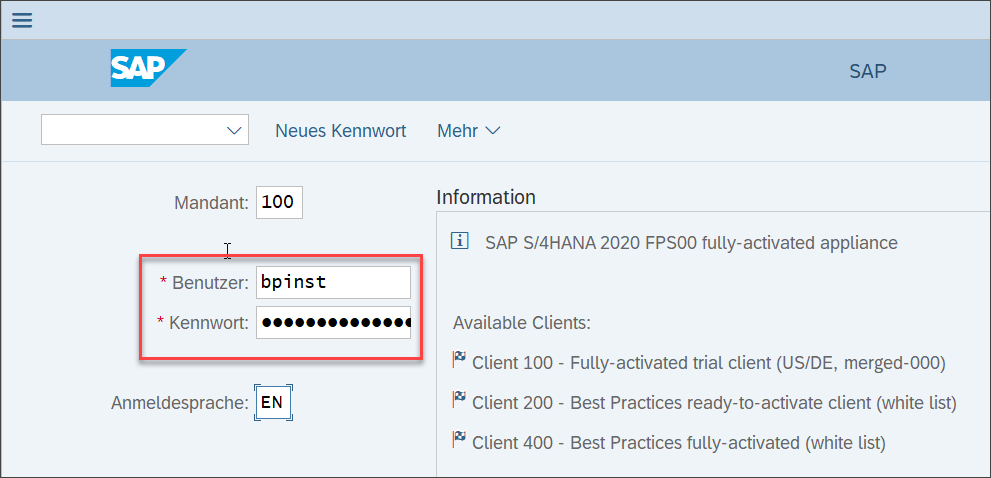 SAP
SAP
Neues Kennwort Mehr
Mandant: 100
Information
SAP S/4HANA 2020 FPS00 fully-activated appliance
* Benutzer: bpinst
* Kennwort: ●●●●●●●●●●●●●●
Available Clients:
Client 100 - Fully-activated trial client (US/DE, merged-000)
Anmeldesprache: EN
Client 200 - Best Practices ready-to-activate client (white list)
Client 400 - Best Practices fully-activated (white list)